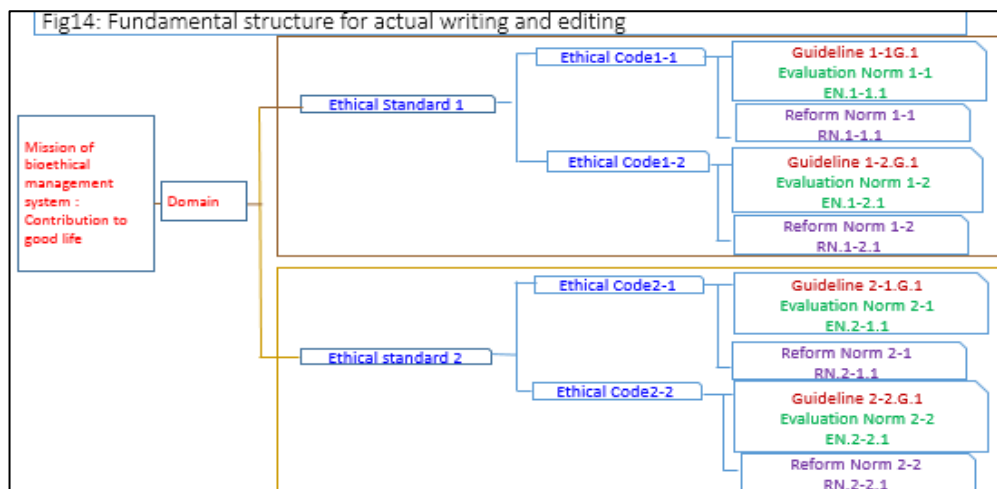 Fig14: Fundamental structure for actual writing and editing
Mission of
bioethical
management
system :
Contribution to
good life
Domain
Ethical Standard 1
Ethical Code1-1
Guideline 1-1G.1
Evaluation Norm 1-1
EN.1-1.1
Reform Norm 1-1
RN.1-1.1
Ethical Code1-2
Guideline 1-2.G.1
Evaluation Norm 1-2
EN.1-2.1
Reform Norm 1-2
RN.1-2.1
Ethical standard 2
Ethical Code2-1
Guideline 2-1.G.1
Evaluation Norm 2-1
EN.2-1.1
Reform Norm 2-1
RN.2-1.1
Ethical Code2-2
Guideline 2-2.G.1
Evaluation Norm 2-2
EN.2-2.1
Reform Norm 2-2
RN.2-2.1